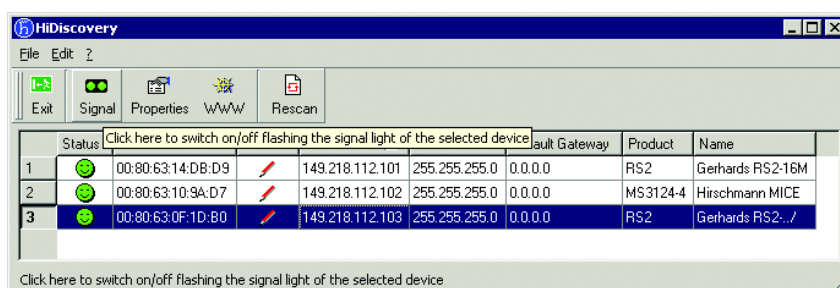 HiDiscovery
File Edit ?
Exit Signal Properties WWW Rescan
Click here to switch on/off flashing the signal light of the selected device
Status ault Gateway Product Name
1 00:80:63:14:DB:D9 149.218.112.101 255.255.255.0 0.0.0.0 RS2 Gerhards RS2-16M
2 00:80:63:10:9A:D7 149.218.112.102 255.255.255.0 0.0.0.0 MS3124-4 Hirschmann MICE
3 00:80:63:0F:1D:B0 149.218.112.103 255.255.255.0 0.0.0.0 RS2 Gerhards RS2-../
Click here to switch on/off flashing the signal light of the selected device